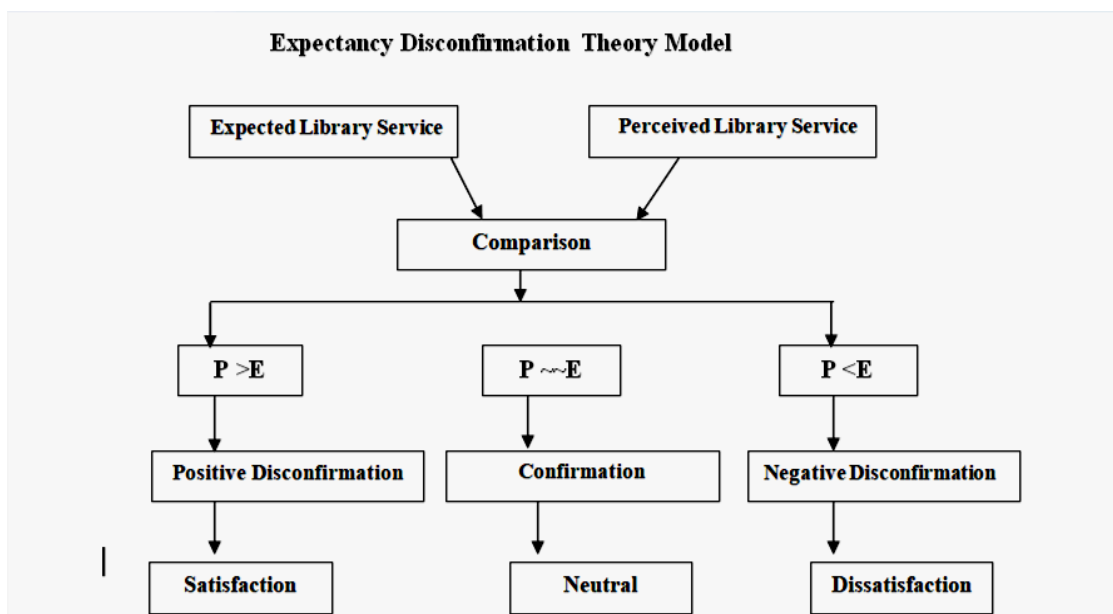 Expectancy Disconfirmation Theory Model
Expected Library Service
Perceived Library Service
Comparison
P >E
P ~~E
P <E
Positive Disconfirmation
Confirmation
Negative Disconfirmation
Satisfaction
Neutral
Dissatisfaction